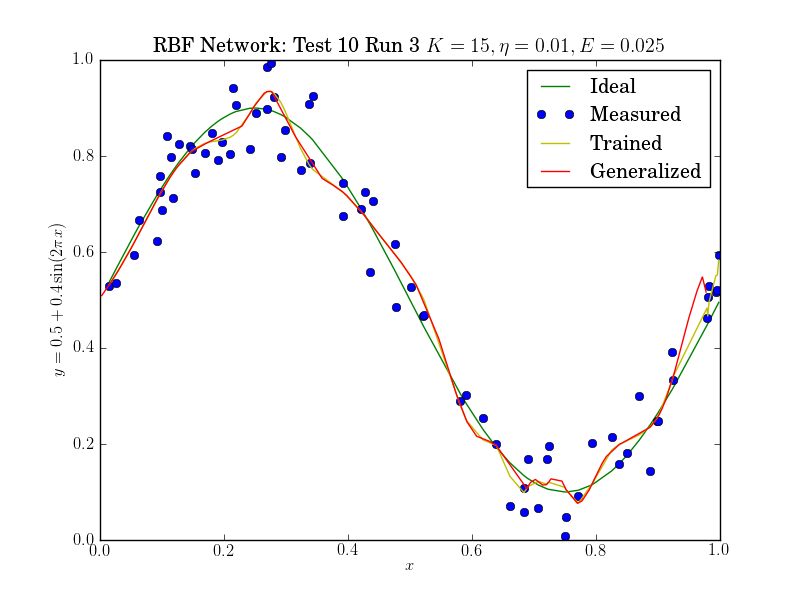 RBF Network: Test 10 Run 3 K = 15, η = 0.01, E = 0.025
Ideal
Measured
Trained
Generalized
y = 0.5 + 0.4 sin(2πx)
1.0
0.8
0.6
0.4
0.2
0.0
0.0 0.2 0.4 0.6 0.8 1.0
x